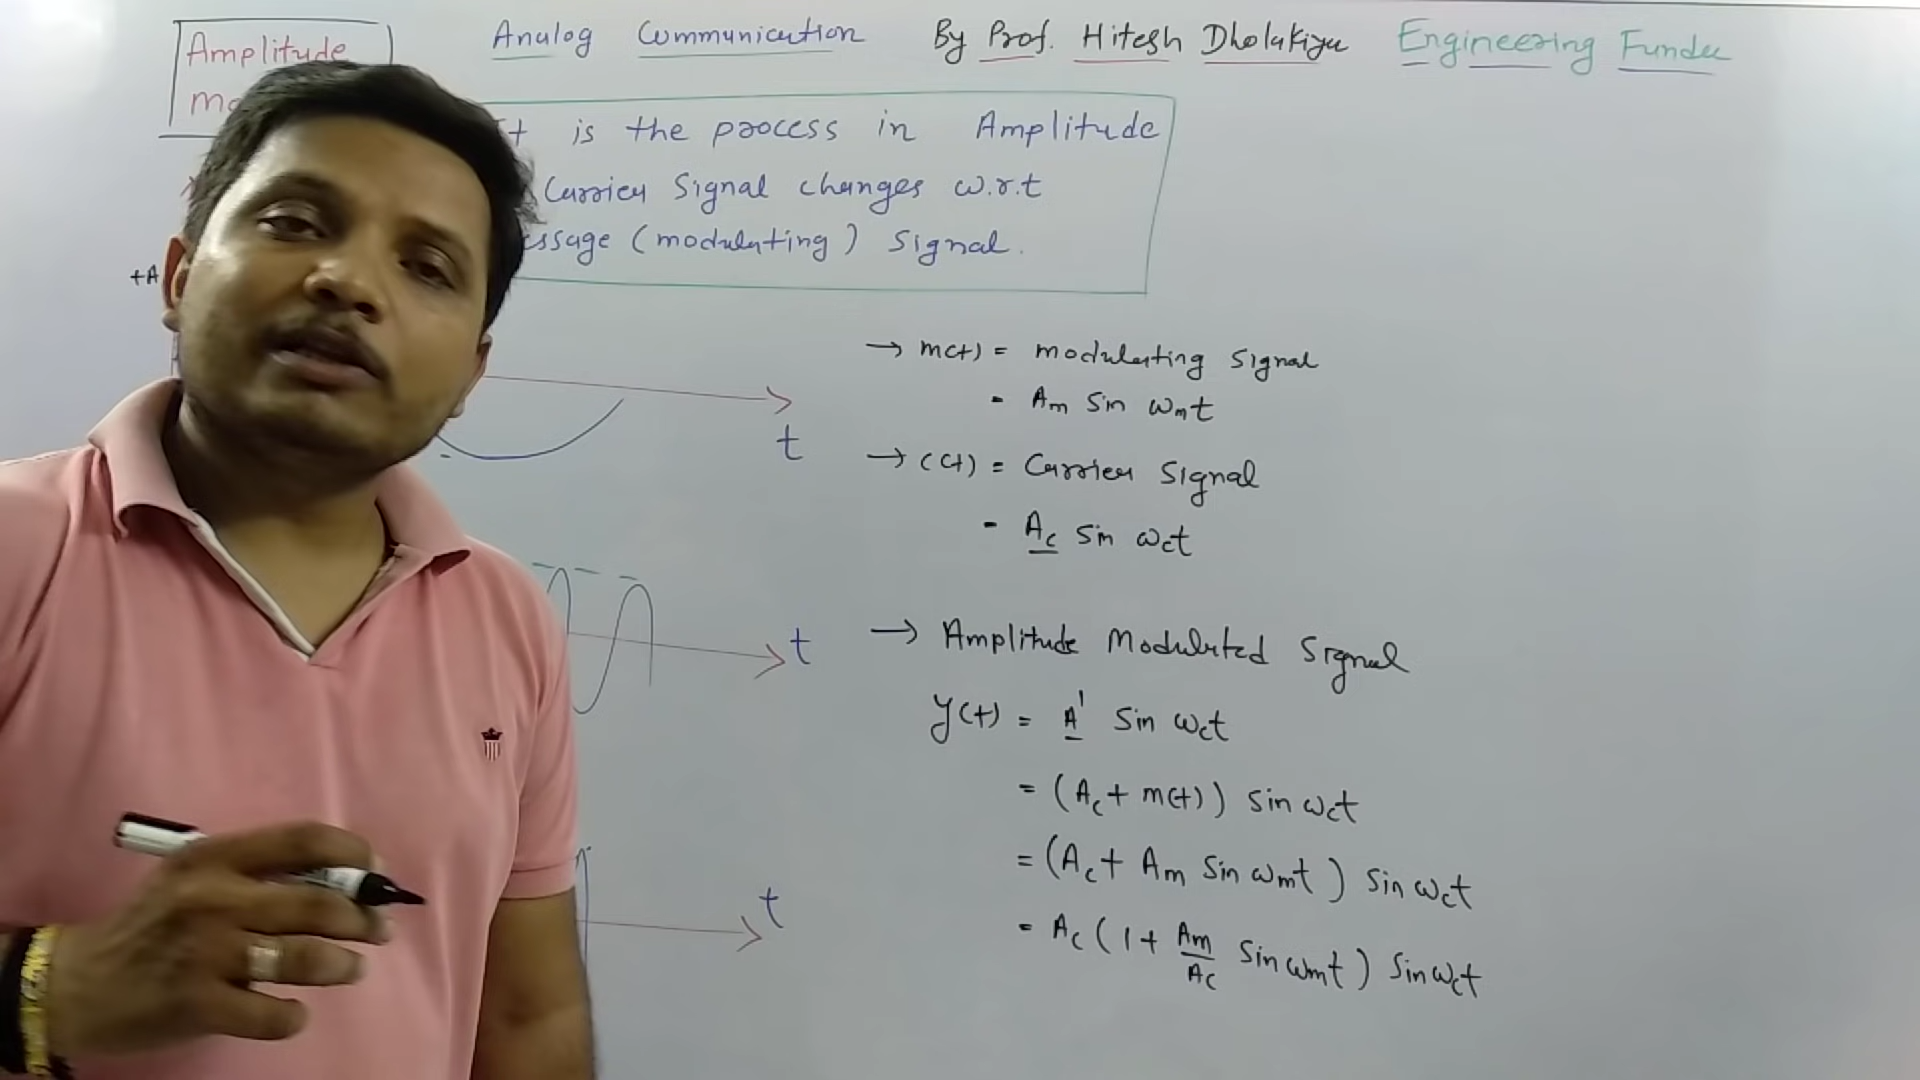 Amplitude
Analog Communication By Prof. Hitesh Dholakiya Engineering Funda
It is the process in Amplitude
Carrier Signal changes w.r.t
ssage (modulating) Signal.
+A
→ m(t) = modulating Signal
= Am Sin ωmt
t
→ c(t) = Carrier Signal
= Ac Sin ωct
t
→ Amplitude Modulated Signal
y(t) = A' Sin ωct
= (Ac + m(t)) Sin ωct
= (Ac + Am Sin ωmt) Sin ωct
t
= Ac (1 + Am/Ac Sin ωmt) Sin ωct